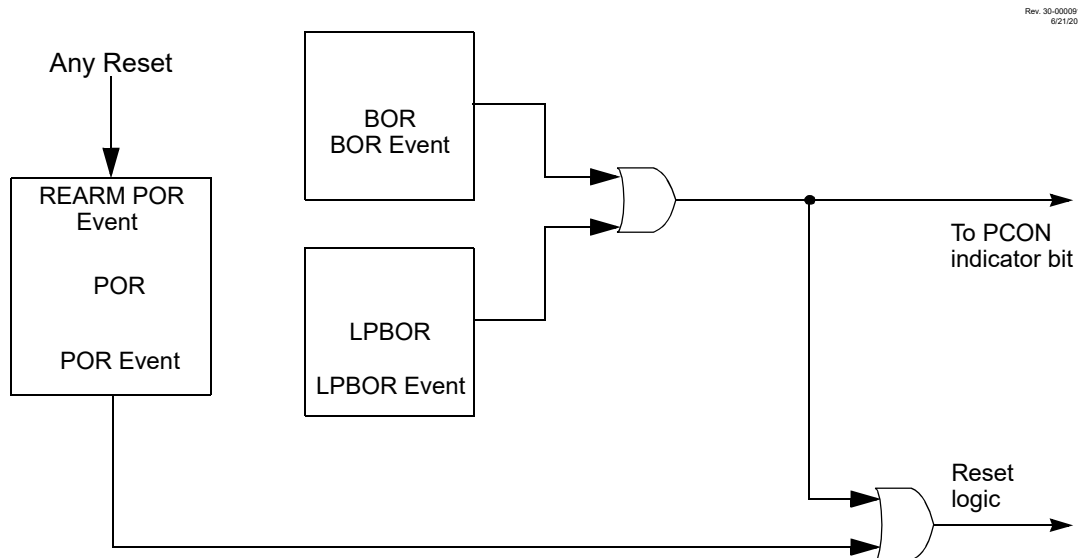 Rev. 30-00009
6/21/20
Any Reset
BOR
BOR Event
REARM POR
Event
To PCON
indicator bit
POR
LPBOR
POR Event
LPBOR Event
Reset
logic